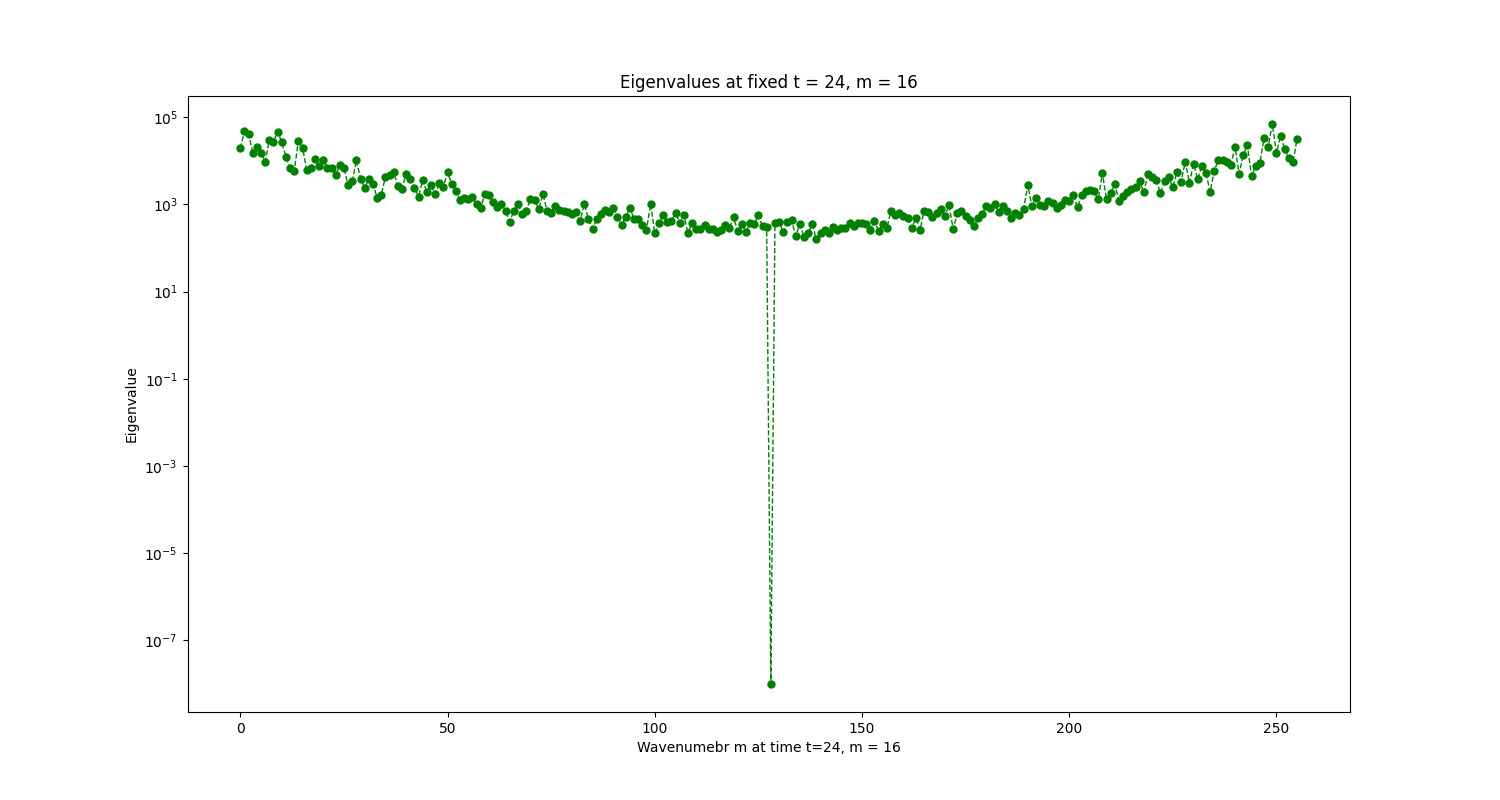 Eigenvalues at fixed t = 24, m = 16
10^5
10^3
10^1
10^−1
10^−3
10^−5
10^−7
Eigenvalue
0 50 100 150 200 250
Wavenumebr m at time t=24, m = 16